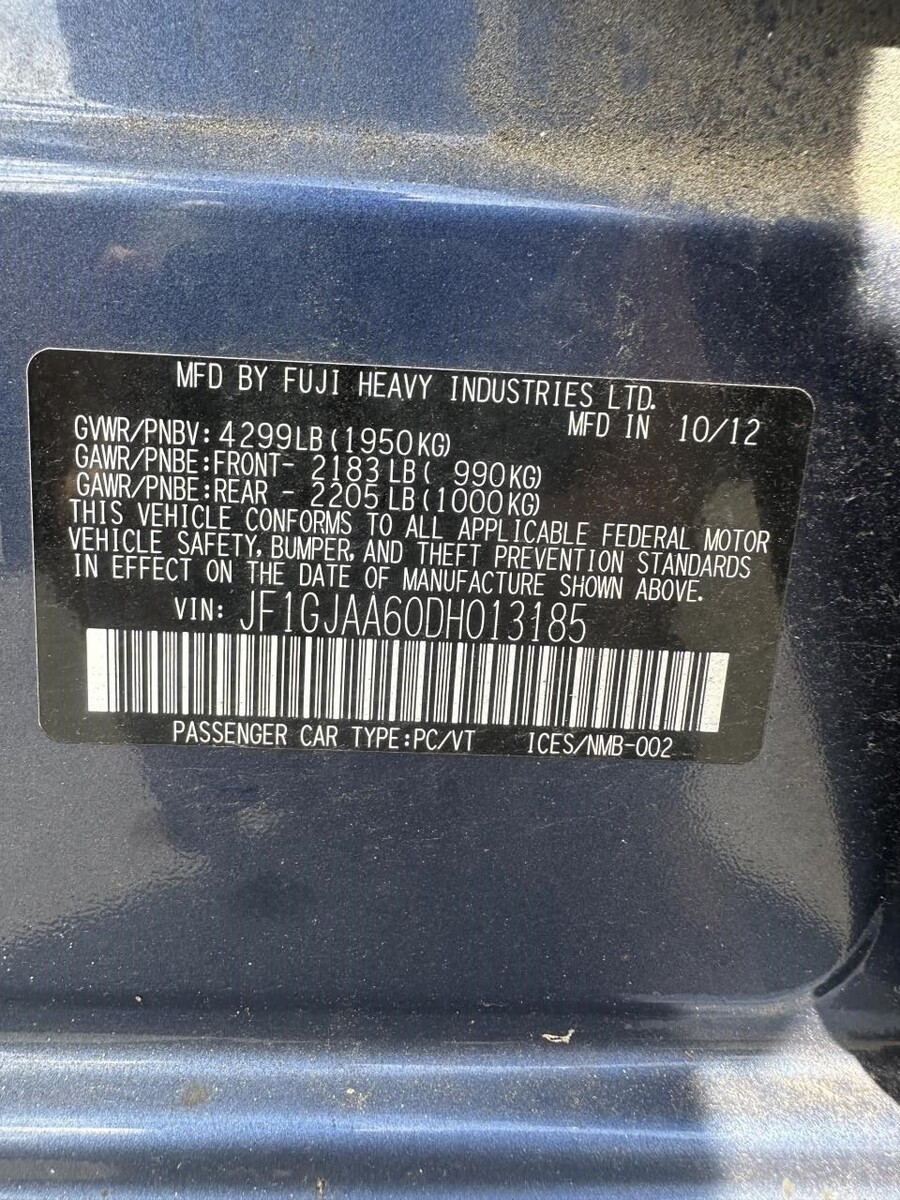 MFD BY FUJI HEAVY INDUSTRIES LTD.
MFD IN 10/12
GVWR/PNBV: 4299LB(1950KG)
GAWR/PNBE:FRONT- 2183LB( 990KG)
GAWR/PNBE:REAR - 2205LB(1000KG)
THIS VEHICLE CONFORMS TO ALL APPLICABLE FEDERAL MOTOR
VEHICLE SAFETY, BUMPER, AND THEFT PREVENTION STANDARDS
IN EFFECT ON THE DATE OF MANUFACTURE SHOWN ABOVE.
VIN: JF1GJAA60DH013185
PASSENGER CAR TYPE:PC/VT ICES/NMB-002